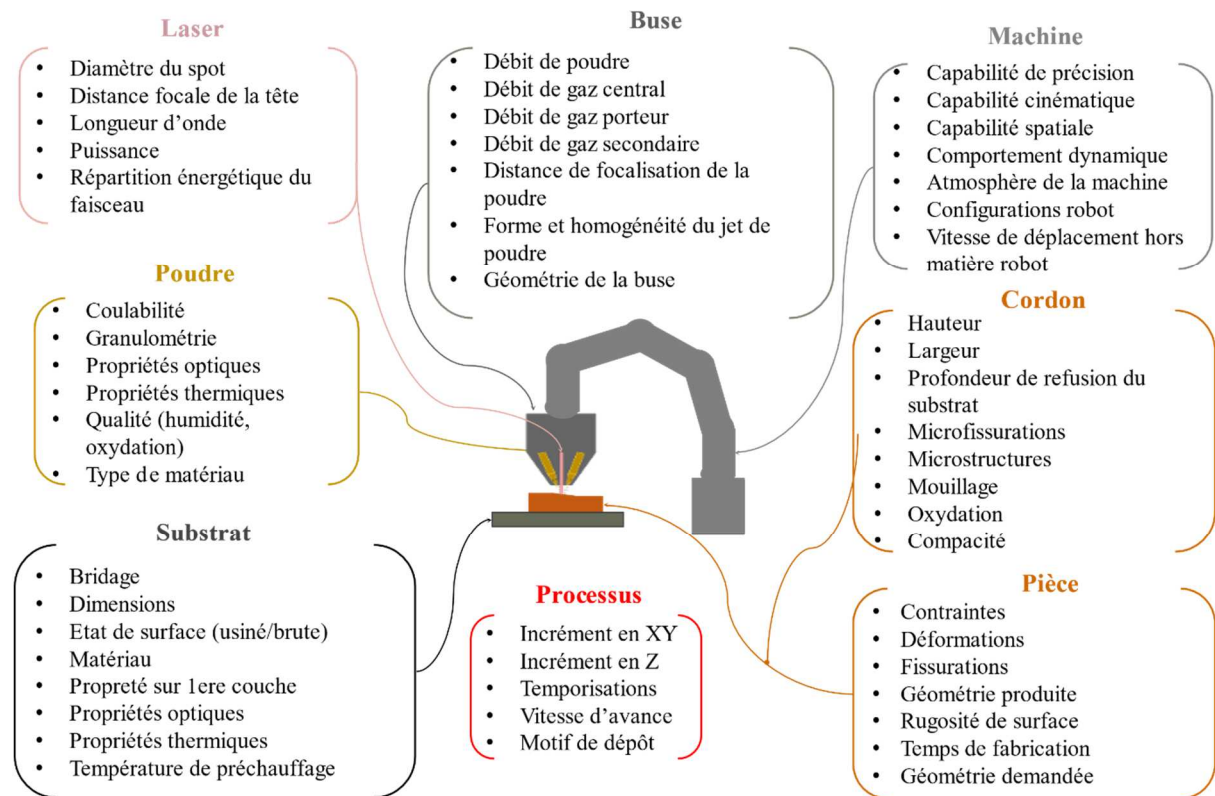 Laser
• Diamètre du spot
• Distance focale de la tête
• Longueur d’onde
• Puissance
• Répartition énergétique du
faisceau
Buse
• Débit de poudre
• Débit de gaz central
• Débit de gaz porteur
• Débit de gaz secondaire
• Distance de focalisation de la
poudre
• Forme et homogénéité du jet de
poudre
• Géométrie de la buse
Machine
• Capabilité de précision
• Capabilité cinématique
• Capabilité spatiale
• Comportement dynamique
• Atmosphère de la machine
• Configurations robot
• Vitesse de déplacement hors
matière robot
Poudre
• Coulabilité
• Granulométrie
• Propriétés optiques
• Propriétés thermiques
• Qualité (humidité,
oxydation)
• Type de matériau
Cordon
• Hauteur
• Largeur
• Profondeur de refusion du
substrat
• Microfissurations
• Microstructures
• Mouillage
• Oxydation
• Compacité
Substrat
• Bridage
• Dimensions
• Etat de surface (usiné/brute)
• Matériau
• Propreté sur 1ere couche
• Propriétés optiques
• Propriétés thermiques
• Température de préchauffage
Processus
• Incrément en XY
• Incrément en Z
• Temporisations
• Vitesse d’avance
• Motif de dépôt
Pièce
• Contraintes
• Déformations
• Fissurations
• Géométrie produite
• Rugosité de surface
• Temps de fabrication
• Géométrie demandée